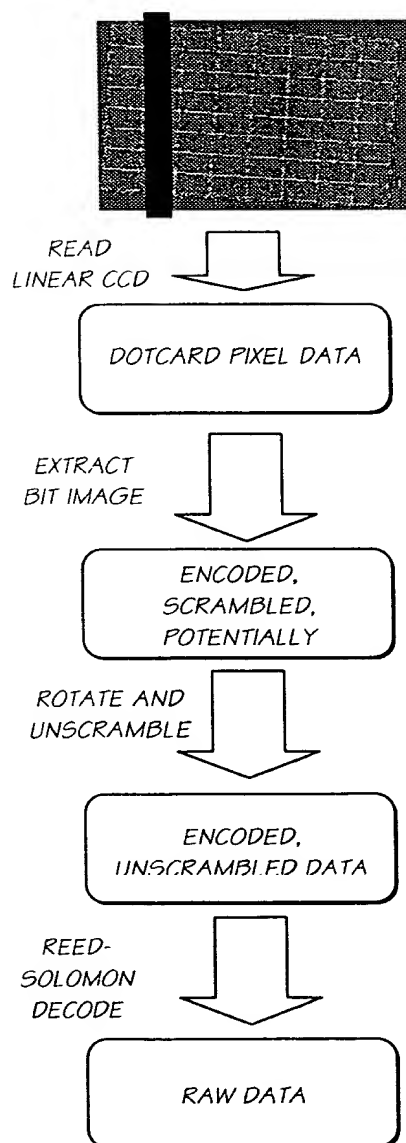 READ
LINEAR CCD
DOTCARD PIXEL DATA
EXTRACT
BIT IMAGE
ENCODED,
SCRAMBLED,
POTENTIALLY
ROTATE AND
UNSCRAMBLE
ENCODED,
UNSCRAMBLED DATA
REED-
SOLOMON
DECODE
RAW DATA